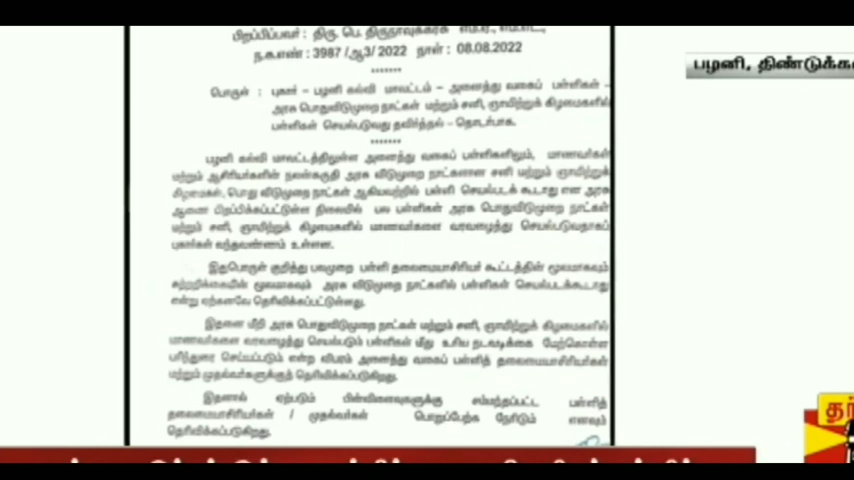 பிறப்பிப்பவர் : திரு. பெ. திருநாவுக்கரசு
ந.க.எண் : 3987 /ஆ3/ 2022 நாள் : 08.08.2022
பழனி, திண்டுக்கல்
*******
பொருள் : புகார் – பழனி கல்வி மாவட்டம் – அனைத்து வகைப் பள்ளிகள் –
அரசு பொதுவிடுமுறை நாட்கள் மற்றும் சனி, ஞாயிற்றுக் கிழமைகளில்
பள்ளிகள் செயல்படுவது தவிர்த்தல் – தொடர்பாக.
*******
பழனி கல்வி மாவட்டத்திலுள்ள அனைத்து வகைப் பள்ளிகளிலும், மாணவர்கள்
மற்றும் ஆசிரியர்களின் நலன்கருதி அரசு விடுமுறை நாட்களான சனி மற்றும் ஞாயிற்றுக்
கிழமைகள், பொது விடுமுறை நாட்கள் ஆகியவற்றில் பள்ளி செயல்படக் கூடாது என அரசு
ஆணை பிறப்பிக்கப்பட்டுள்ள நிலையில் பல பள்ளிகள் அரசு பொதுவிடுமுறை நாட்கள்
மற்றும் சனி, ஞாயிற்றுக் கிழமைகளில் மாணவர்களை வரவழைத்து செயல்படுவதாகப்
புகார்கள் வந்தவண்ணம் உள்ளன.
இதுபொருள் குறித்து பலமுறை பள்ளி தலைமையாசிரியர் கூட்டத்தின் மூலமாகவும்
சுற்றறிக்கையின் மூலமாகவும் அரசு விடுமுறை நாட்களில் பள்ளிகள் செயல்படக்கூடாது
என்று ஏற்கனவே தெரிவிக்கப்பட்டுள்ளது.
இதனை மீறி அரசு பொதுவிடுமுறை நாட்கள் மற்றும் சனி, ஞாயிற்றுக் கிழமைகளில்
மாணவர்களை வரவழைத்து செயல்படும் பள்ளிகள் மீது உரிய நடவடிக்கை மேற்கொள்ள
பரிந்துரை செய்யப்படும் என்ற விபரம் அனைத்து வகைப் பள்ளித் தலைமையாசிரியர்கள்
மற்றும் முதல்வர்களுக்குத் தெரிவிக்கப்படுகிறது.
இதனால் ஏற்படும் பின்விளைவுகளுக்கு சம்மந்தப்பட்ட பள்ளித்
தலைமையாசிரியர்கள் / முதல்வர்கள் பொறுப்பேற்க நேரிடும் எனவும்
தெரிவிக்கப்படுகிறது.